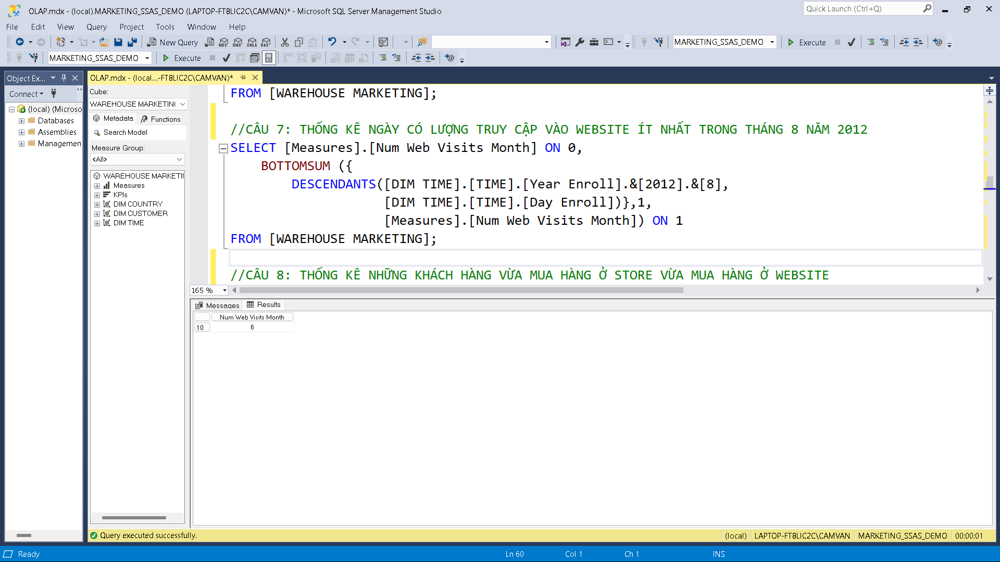 OLAP.mdx - (local).MARKETING_SSAS_DEMO (LAPTOP-FT8LIC2C\CAMVAN)* - Microsoft SQL Server Management Studio
Quick Launch (Ctrl+Q)
File Edit View Query Project Tools Window Help
New Query MDX DMX XMLA DAX MARKETING_SSAS_DEMO Execute
MARKETING_SSAS_DEMO Execute
Object Ex...
Connect
(local) (Microso
Databases
Assemblies
Managemen
OLAP.mdx - (local...-FT8LIC2C\CAMVAN)*
Cube:
WAREHOUSE MARKETIN
Metadata Functions
Search Model
Measure Group:
<All>
WAREHOUSE MARKETI
Measures
KPIs
DIM COUNTRY
DIM CUSTOMER
DIM TIME
FROM [WAREHOUSE MARKETING];
//CÂU 7: THỐNG KÊ NGÀY CÓ LƯỢNG TRUY CẬP VÀO WEBSITE ÍT NHẤT TRONG THÁNG 8 NĂM 2012
SELECT [Measures].[Num Web Visits Month] ON 0,
BOTTOMSUM ({
DESCENDANTS([DIM TIME].[TIME].[Year Enroll].&[2012].&[8],
[DIM TIME].[TIME].[Day Enroll])},1,
[Measures].[Num Web Visits Month]) ON 1
FROM [WAREHOUSE MARKETING];
//CÂU 8: THỐNG KÊ NHỮNG KHÁCH HÀNG VỪA MUA HÀNG Ở STORE VỪA MUA HÀNG Ở WEBSITE
165 %
Messages Results
Num Web Visits Month
10 6
Query executed successfully. (local) LAPTOP-FT8LIC2C\CAMVAN MARKETING_SSAS_DEMO 00:00:01
Ready Ln 60 Col 1 Ch 1 INS